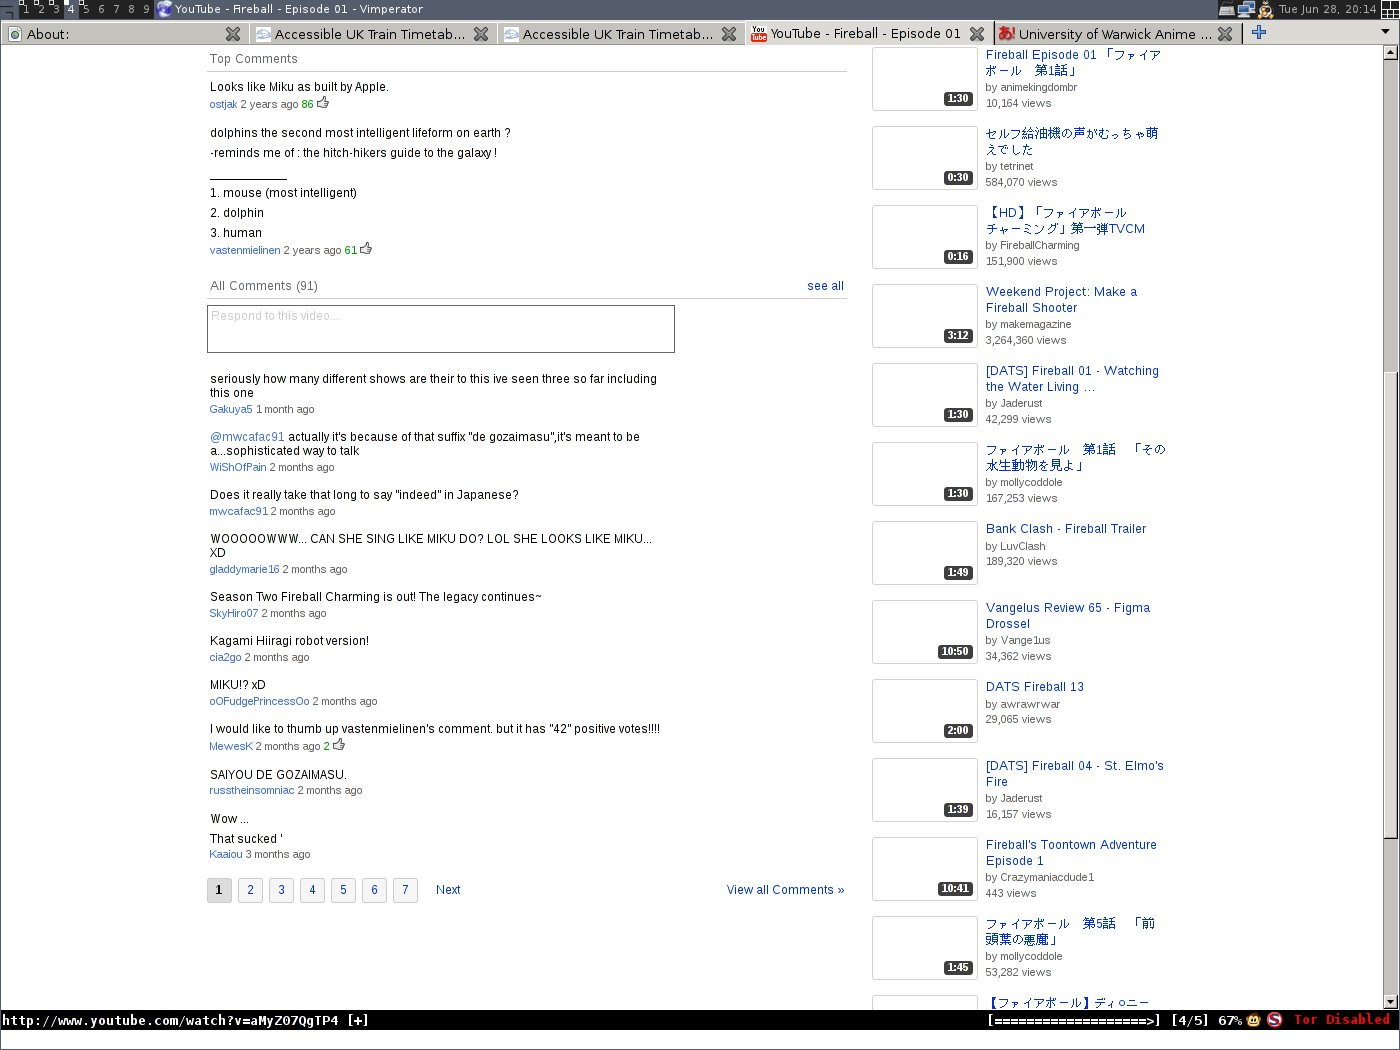 1 2 3 4 5 6 7 8 9 YouTube - Fireball - Episode 01 - Vimperator Tue Jun 28, 20:14
About: Accessible UK Train Timetab... Accessible UK Train Timetab... YouTube - Fireball - Episode 01 University of Warwick Anime ...
Top Comments
Looks like Miku as built by Apple.
ostjak 2 years ago 86
dolphins the second most intelligent lifeform on earth ?
-reminds me of : the hitch-hikers guide to the galaxy !
___________
1. mouse (most intelligent)
2. dolphin
3. human
vastenmielinen 2 years ago 61
All Comments (91) see all
Respond to this video...
seriously how many different shows are their to this ive seen three so far including
this one
Gakuya5 1 month ago
@mwcafac91 actually it's because of that suffix "de gozaimasu",it's meant to be
a...sophisticated way to talk
WiShOfPain 2 months ago
Does it really take that long to say "indeed" in Japanese?
mwcafac91 2 months ago
WOOOOOWWW... CAN SHE SING LIKE MIKU DO? LOL SHE LOOKS LIKE MIKU...
XD
gladdymarie16 2 months ago
Season Two Fireball Charming is out! The legacy continues~
SkyHiro07 2 months ago
Kagami Hiiragi robot version!
cia2go 2 months ago
MIKU!? xD
oOFudgePrincessOo 2 months ago
I would like to thumb up vastenmielinen's comment. but it has "42" positive votes!!!!
MewesK 2 months ago 2
SAIYOU DE GOZAIMASU.
russtheinsomniac 2 months ago
Wow ...
That sucked '
Kaaiou 3 months ago
1 2 3 4 5 6 7 Next View all Comments »
Fireball Episode 01 「ファイア
ボール　第1話」
by animekingdombr
1:30
10,164 views
セルフ給油機の声がむっちゃ萌
えでした
by tetrinet
0:30
584,070 views
【HD】「ファイアボール
チャーミング」第一弾TVCM
by FireballCharming
0:16
151,900 views
Weekend Project: Make a
Fireball Shooter
by makemagazine
3:12
3,264,360 views
[DATS] Fireball 01 - Watching
the Water Living ...
by Jaderust
1:30
42,299 views
ファイアボール　第1話　「その
水生動物を見よ」
by mollycoddole
1:30
167,253 views
Bank Clash - Fireball Trailer
by LuvClash
189,320 views
1:49
Vangelus Review 65 - Figma
Drossel
by Vange1us
10:50
34,362 views
DATS Fireball 13
by awrawrwar
29,065 views
2:00
[DATS] Fireball 04 - St. Elmo's
Fire
by Jaderust
1:39
16,157 views
Fireball's Toontown Adventure
Episode 1
by Crazymaniacdude1
10:41
443 views
ファイアボール　第5話　「前
頭葉の悪魔」
by mollycoddole
1:45
53,282 views
【ファイアボール】ディ○ニー
http://www.youtube.com/watch?v=aMyZ07QgTP4 [+] [===================>] [4/5] 67% Tor Disabled